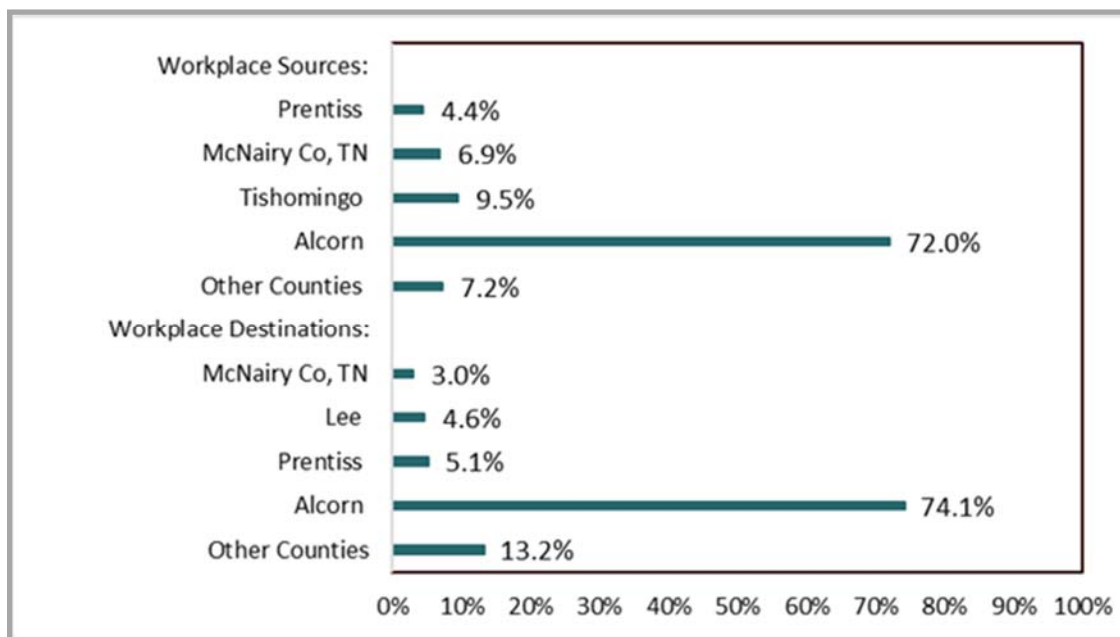 Workplace Sources:
Prentiss 4.4%
McNairy Co, TN 6.9%
Tishomingo 9.5%
Alcorn 72.0%
Other Counties 7.2%
Workplace Destinations:
McNairy Co, TN 3.0%
Lee 4.6%
Prentiss 5.1%
Alcorn 74.1%
Other Counties 13.2%
0% 10% 20% 30% 40% 50% 60% 70% 80% 90% 100%